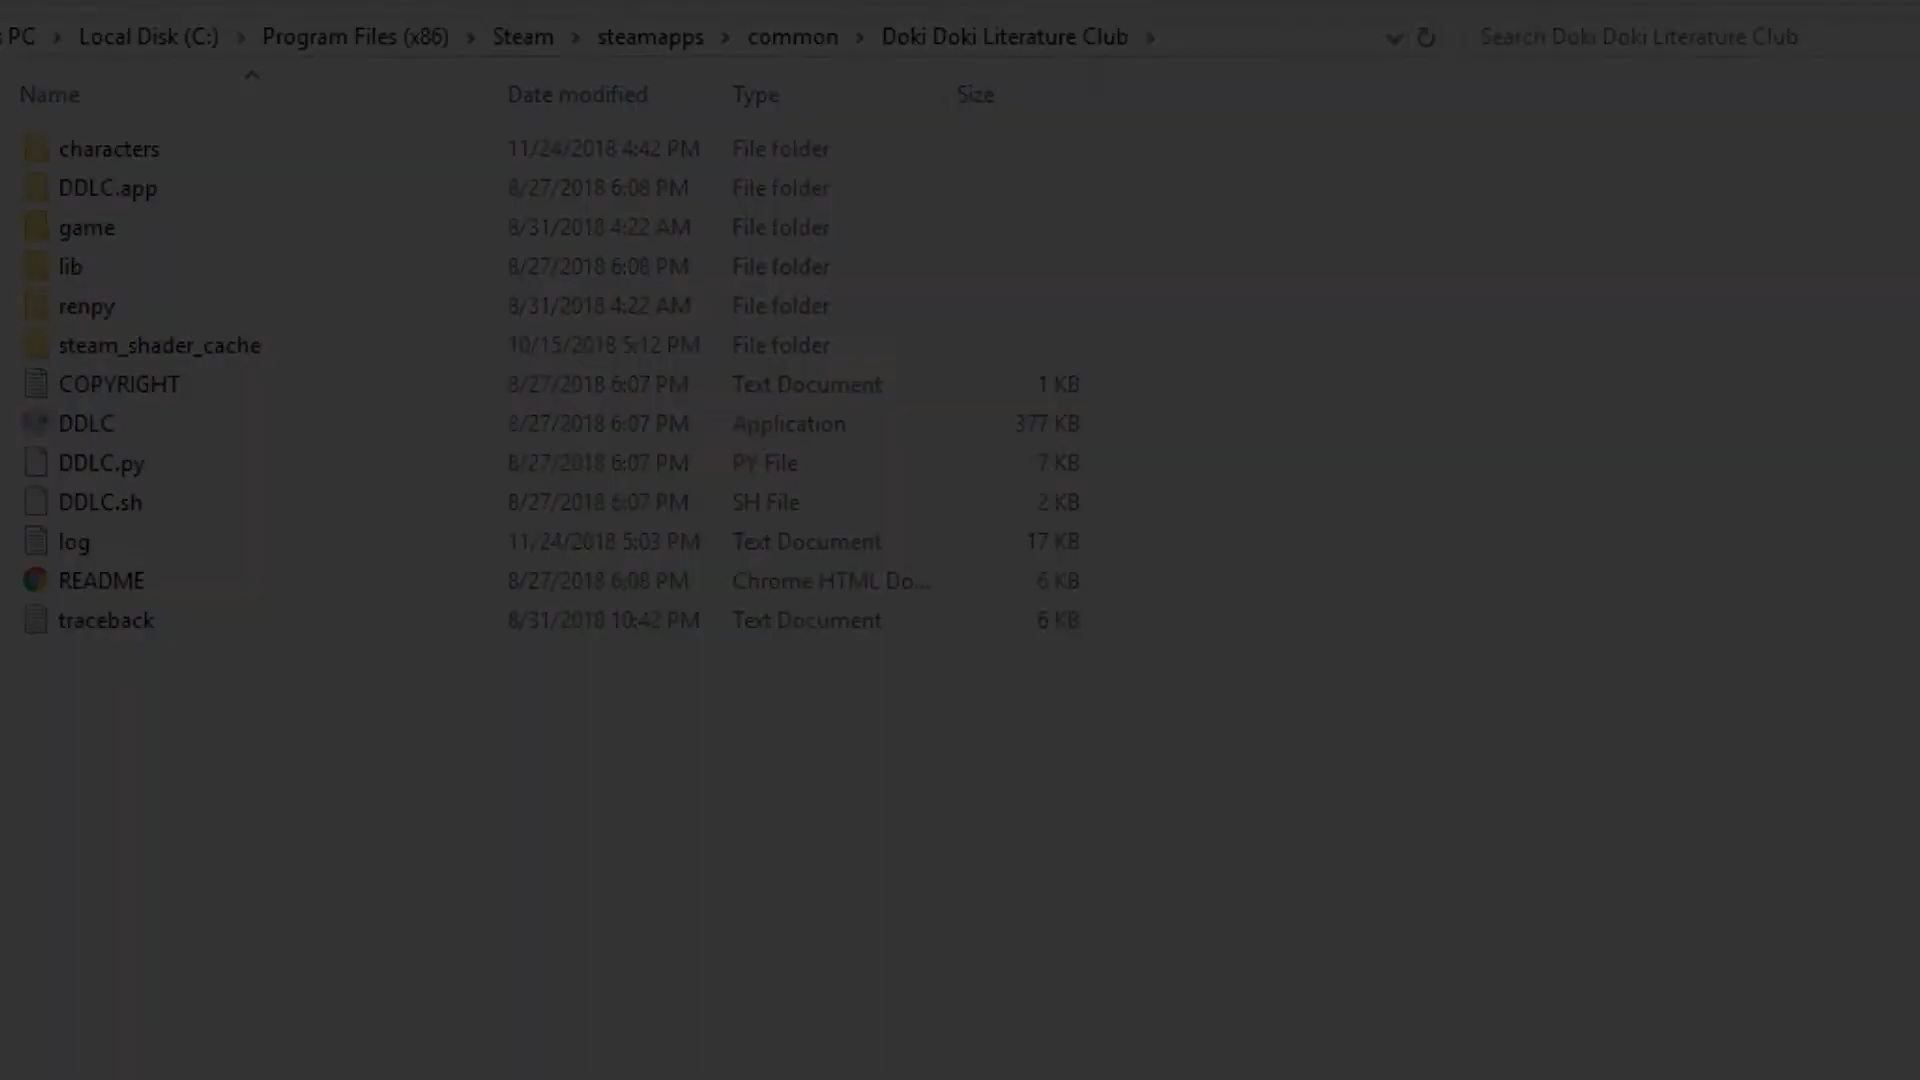 PC > Local Disk (C:) > Program Files (x86) > Steam > steamapps > common > Doki Doki Literature Club > Search Doki Doki Literature Club
Name Date modified Type Size
characters 11/24/2018 4:42 PM File folder
DDLC.app 8/27/2018 6:08 PM File folder
game 8/31/2018 4:22 AM File folder
lib 8/27/2018 6:08 PM File folder
renpy 8/31/2018 4:22 AM File folder
steam_shader_cache 10/15/2018 5:12 PM File folder
COPYRIGHT 8/27/2018 6:07 PM Text Document 1 KB
DDLC 8/27/2018 6:07 PM Application 377 KB
DDLC.py 8/27/2018 6:07 PM PY File 7 KB
DDLC.sh 8/27/2018 6:07 PM SH File 2 KB
log 11/24/2018 5:03 PM Text Document 17 KB
README 8/27/2018 6:08 PM Chrome HTML Do... 6 KB
traceback 8/31/2018 10:42 PM Text Document 6 KB